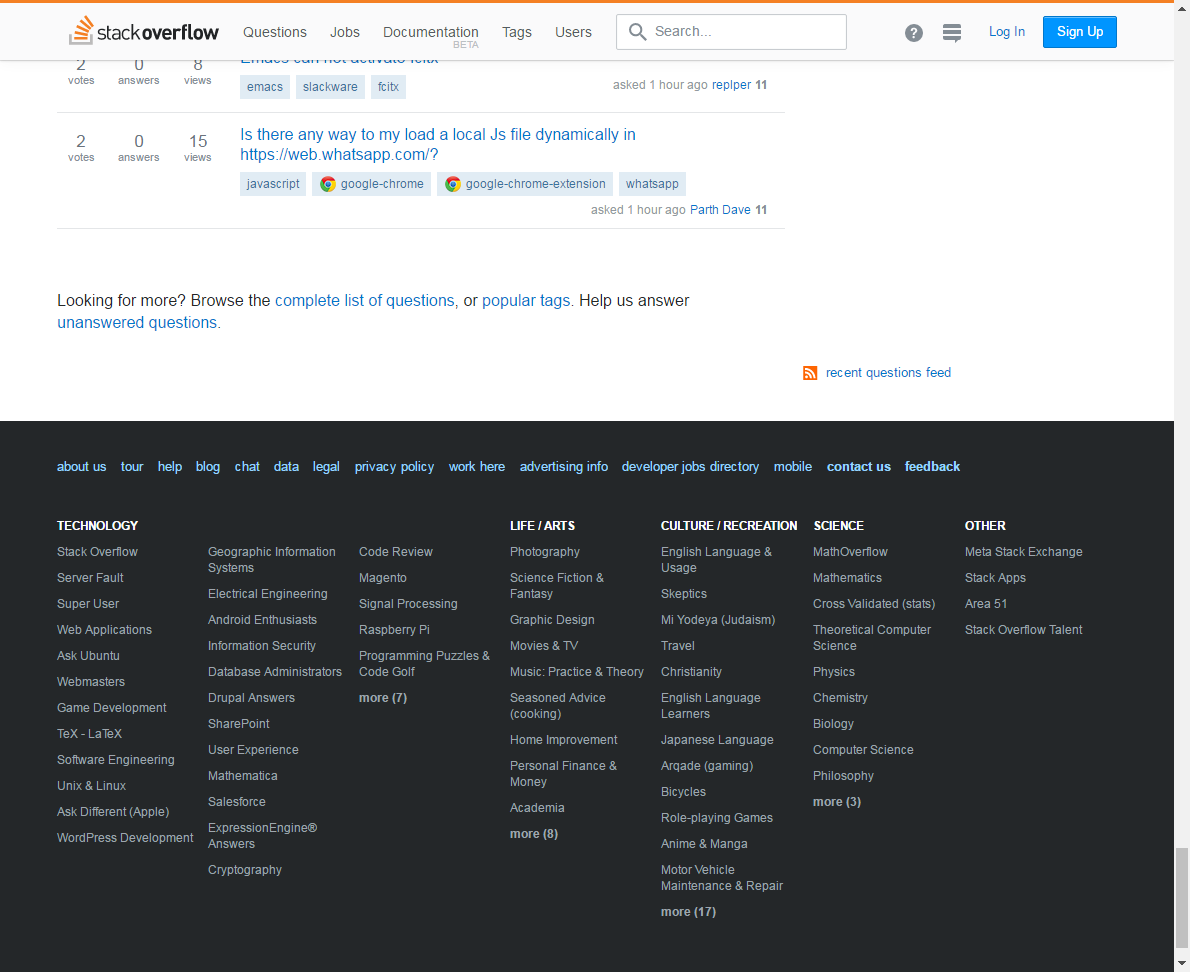 stack overflow Questions Jobs Documentation BETA Tags Users Search... ? Log In Sign Up
2 votes 0 answers 8 views
Emacs can not activate fcitx
emacs slackware fcitx
asked 1 hour ago replper 11
2 votes 0 answers 15 views
Is there any way to my load a local Js file dynamically in
https://web.whatsapp.com/?
javascript google-chrome google-chrome-extension whatsapp
asked 1 hour ago Parth Dave 11
Looking for more? Browse the complete list of questions, or popular tags. Help us answer
unanswered questions.
recent questions feed
about us tour help blog chat data legal privacy policy work here advertising info developer jobs directory mobile contact us feedback
TECHNOLOGY
Stack Overflow
Server Fault
Super User
Web Applications
Ask Ubuntu
Webmasters
Game Development
TeX - LaTeX
Software Engineering
Unix & Linux
Ask Different (Apple)
WordPress Development
Geographic Information
Systems
Electrical Engineering
Android Enthusiasts
Information Security
Database Administrators
Drupal Answers
SharePoint
User Experience
Mathematica
Salesforce
ExpressionEngine®
Answers
Cryptography
Code Review
Magento
Signal Processing
Raspberry Pi
Programming Puzzles &
Code Golf
more (7)
LIFE / ARTS
Photography
Science Fiction &
Fantasy
Graphic Design
Movies & TV
Music: Practice & Theory
Seasoned Advice
(cooking)
Home Improvement
Personal Finance &
Money
Academia
more (8)
CULTURE / RECREATION
English Language &
Usage
Skeptics
Mi Yodeya (Judaism)
Travel
Christianity
English Language
Learners
Japanese Language
Arqade (gaming)
Bicycles
Role-playing Games
Anime & Manga
Motor Vehicle
Maintenance & Repair
more (17)
SCIENCE
MathOverflow
Mathematics
Cross Validated (stats)
Theoretical Computer
Science
Physics
Chemistry
Biology
Computer Science
Philosophy
more (3)
OTHER
Meta Stack Exchange
Stack Apps
Area 51
Stack Overflow Talent